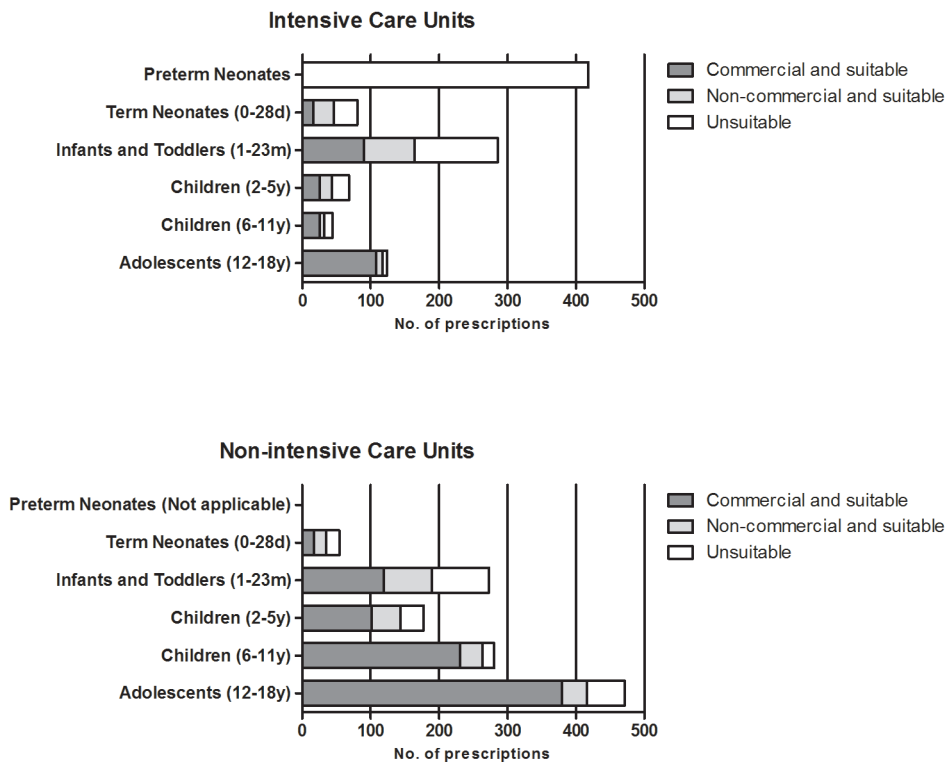 Intensive Care Units
Preterm Neonates
Term Neonates (0-28d)
Infants and Toddlers (1-23m)
Children (2-5y)
Children (6-11y)
Adolescents (12-18y)
0 100 200 300 400 500
No. of prescriptions
Commercial and suitable
Non-commercial and suitable
Unsuitable
Non-intensive Care Units
Preterm Neonates (Not applicable)
Term Neonates (0-28d)
Infants and Toddlers (1-23m)
Children (2-5y)
Children (6-11y)
Adolescents (12-18y)
0 100 200 300 400 500
No. of prescriptions
Commercial and suitable
Non-commercial and suitable
Unsuitable